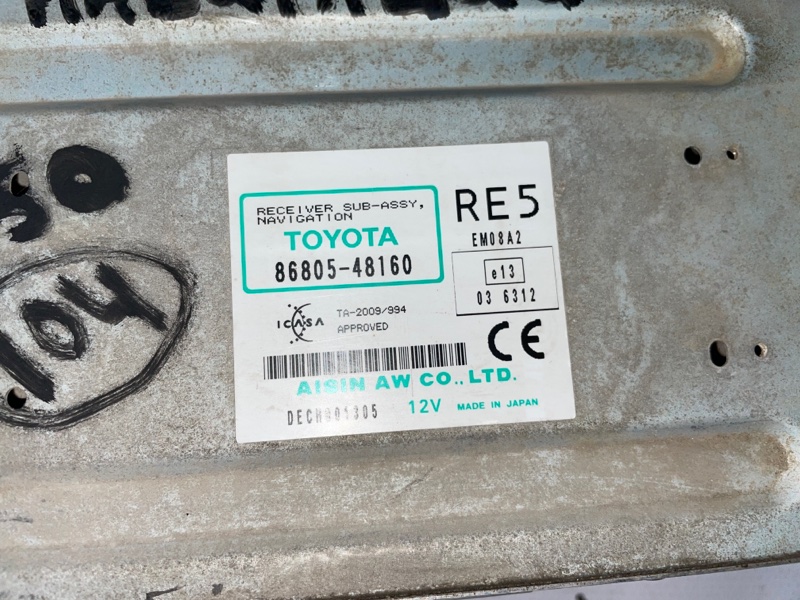 50
104
RECEIVER SUB-ASSY,
NAVIGATION
TOYOTA
86805-48160
RE5
EM08A2
e13
03 6312
ICASA
TA-2009/994
APPROVED
CE
AISIN AW CO.,LTD.
12V
MADE IN JAPAN